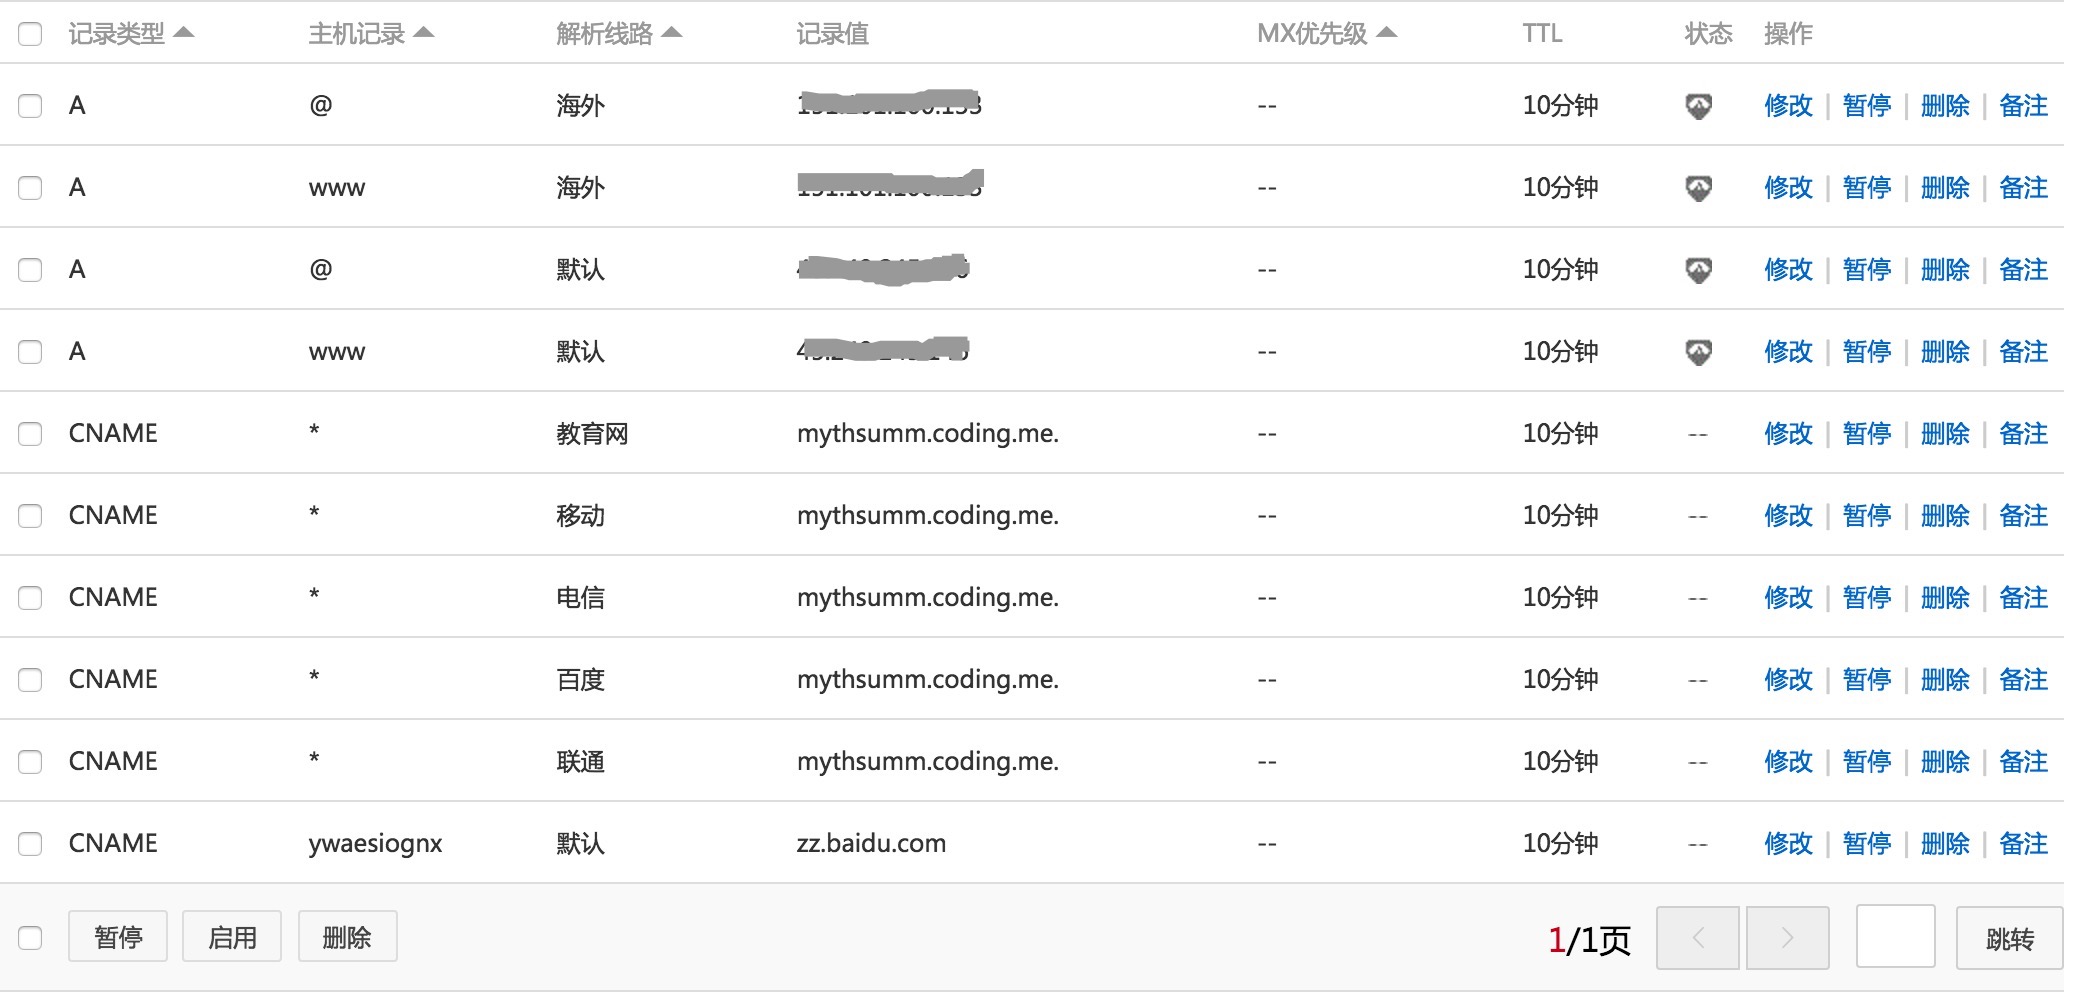 记录类型 主机记录 解析线路 记录值 MX优先级 TTL 状态 操作
A @ 海外 -- 10分钟 修改 | 暂停 | 删除 | 备注
A www 海外 -- 10分钟 修改 | 暂停 | 删除 | 备注
A @ 默认 -- 10分钟 修改 | 暂停 | 删除 | 备注
A www 默认 -- 10分钟 修改 | 暂停 | 删除 | 备注
CNAME * 教育网 mythsumm.coding.me. -- 10分钟 -- 修改 | 暂停 | 删除 | 备注
CNAME * 移动 mythsumm.coding.me. -- 10分钟 -- 修改 | 暂停 | 删除 | 备注
CNAME * 电信 mythsumm.coding.me. -- 10分钟 -- 修改 | 暂停 | 删除 | 备注
CNAME * 百度 mythsumm.coding.me. -- 10分钟 -- 修改 | 暂停 | 删除 | 备注
CNAME * 联通 mythsumm.coding.me. -- 10分钟 -- 修改 | 暂停 | 删除 | 备注
CNAME ywaesiognx 默认 zz.baidu.com -- 10分钟 -- 修改 | 暂停 | 删除 | 备注
暂停 启用 删除 1/1页 < > 跳转